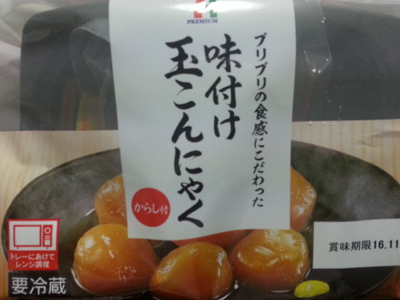 PREMIUM
プリプリの食感にこだわった
味付け
玉こんにゃく
からし付
トレーにあけて
レンジ調理
要冷蔵
賞味期限16.11